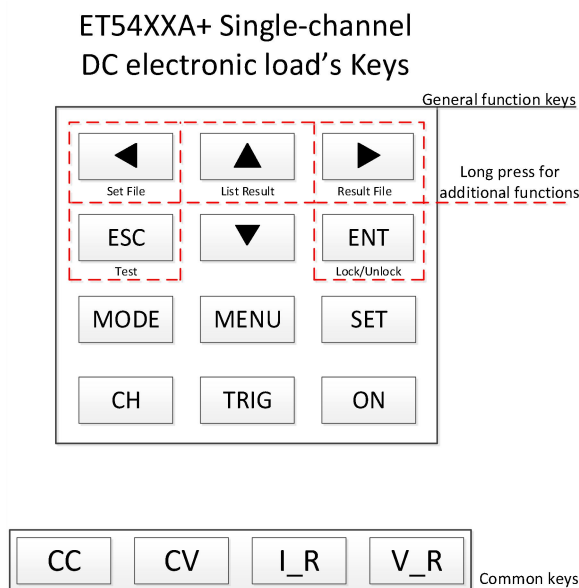 ET54XXA+ Single-channel
DC electronic load's Keys
General function keys
Set File List Result Result File
Long press for
additional functions
ESC ENT
Test Lock/Unlock
MODE MENU SET
CH TRIG ON
CC CV I_R V_R
Common keys